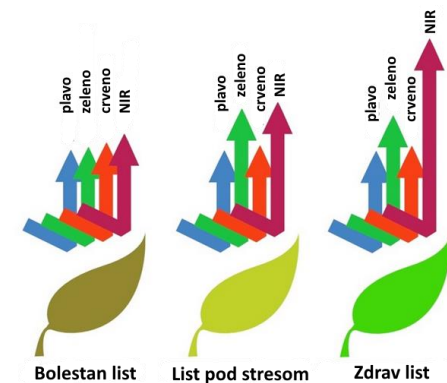 plavo
zeleno
crveno
NIR
plavo
zeleno
crveno
NIR
plavo
zeleno
crveno
NIR
Bolestan list
List pod stresom
Zdrav list